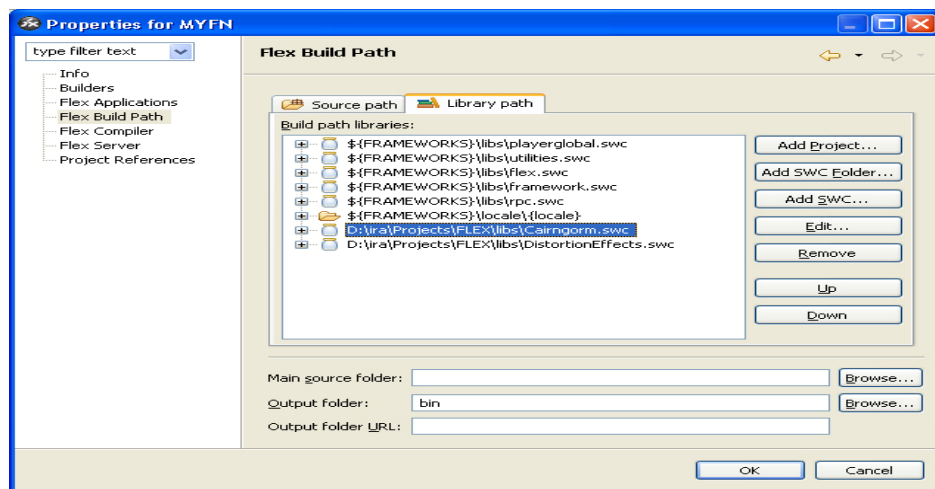 Properties for MYFN
type filter text
Info
Builders
Flex Applications
Flex Build Path
Flex Compiler
Flex Server
Project References
Flex Build Path
Source path
Library path
Build path libraries:
${FRAMEWORKS}\libs\playerglobal.swc
${FRAMEWORKS}\libs\utilities.swc
${FRAMEWORKS}\libs\flex.swc
${FRAMEWORKS}\libs\framework.swc
${FRAMEWORKS}\libs\rpc.swc
${FRAMEWORKS}\locale\{locale}
D:\ira\Projects\FLEX\libs\Cairngorm.swc
D:\ira\Projects\FLEX\libs\DistortionEffects.swc
Add Project...
Add SWC Folder...
Add SWC...
Edit...
Remove
Up
Down
Main source folder:
Browse...
Output folder: bin
Browse...
Output folder URL:
OK
Cancel